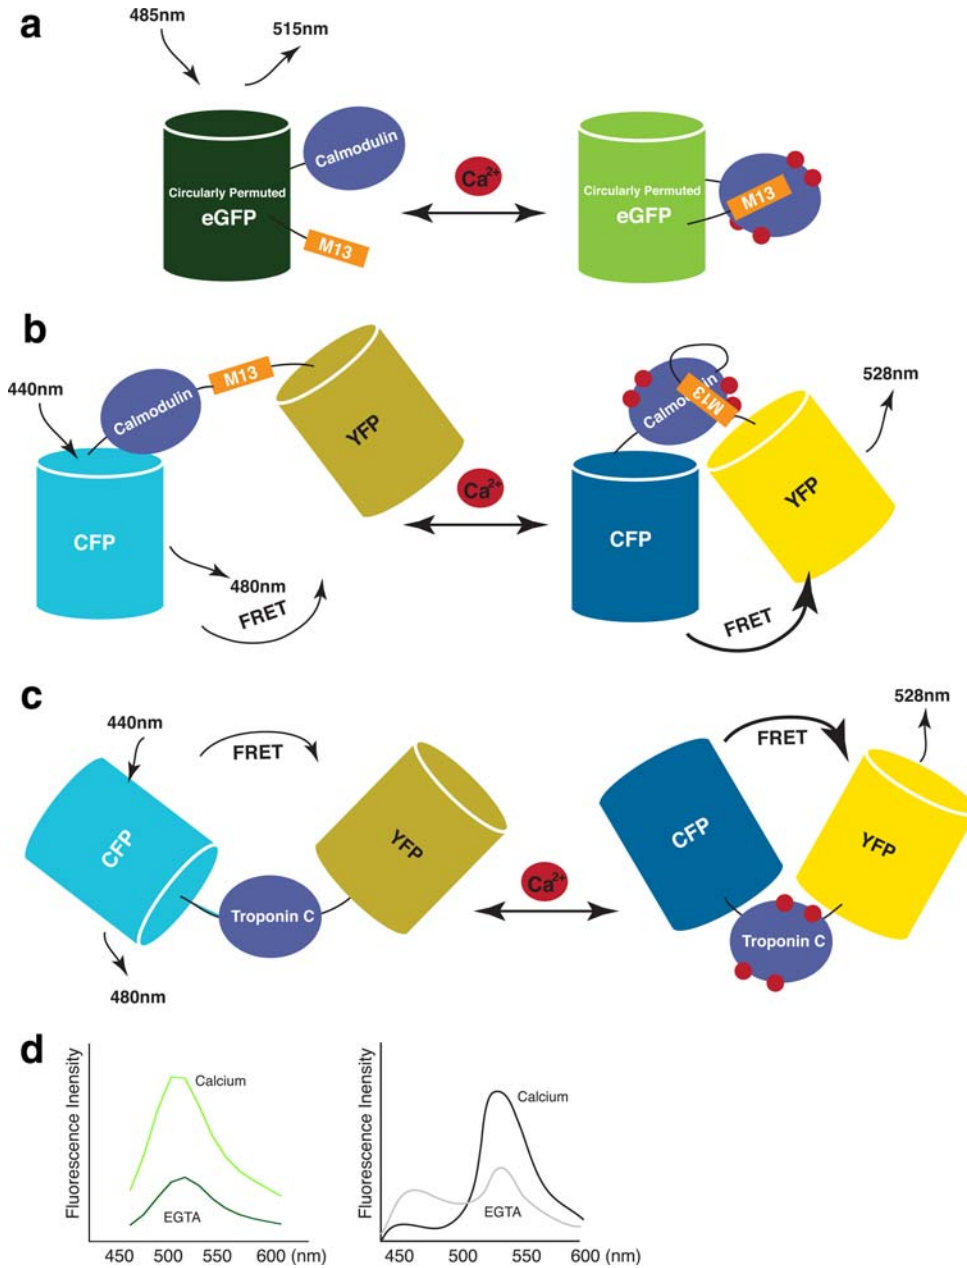 a
485nm
515nm
Calmodulin
Circularly Permuted
eGFP
M13
Ca2+
Circularly Permuted
eGFP
M13
b
440nm
Calmodulin
M13
YFP
CFP
480nm
FRET
Ca2+
Calmodulin
M13
528nm
YFP
CFP
FRET
c
440nm
FRET
CFP
YFP
Troponin C
480nm
Ca2+
528nm
FRET
CFP
YFP
Troponin C
d
Fluorescence Inensity
Calcium
EGTA
450 500 550 600 (nm)
Fluorescence Inensity
Calcium
EGTA
450 500 550 600 (nm)